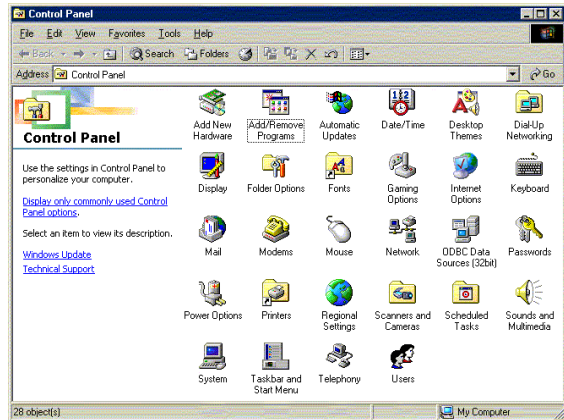 Control Panel
File Edit View Favorites Tools Help
Back Search Folders
Address Control Panel Go
Control Panel
Use the settings in Control Panel to
personalize your computer.
Display only commonly used Control
Panel options.
Select an item to view its description.
Windows Update
Technical Support
Add New
Hardware
Add/Remove
Programs
Automatic
Updates
Date/Time
Desktop
Themes
Dial-Up
Networking
Display
Folder Options
Fonts
Gaming
Options
Internet
Options
Keyboard
Mail
Modems
Mouse
Network
ODBC Data
Sources (32bit)
Passwords
Power Options
Printers
Regional
Settings
Scanners and
Cameras
Scheduled
Tasks
Sounds and
Multimedia
System
Taskbar and
Start Menu
Telephony
Users
28 object(s) My Computer